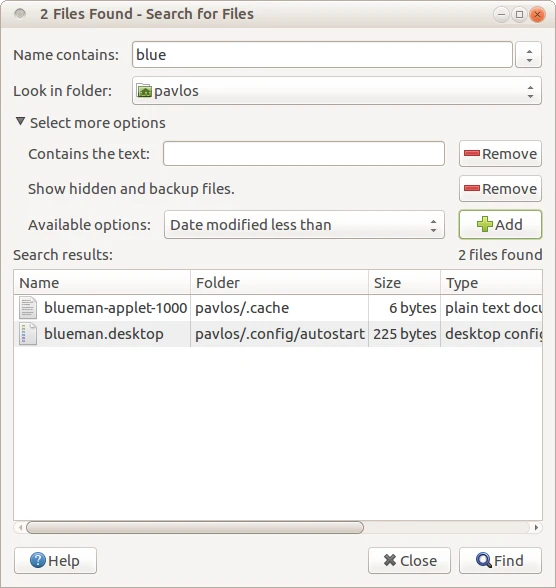 2 Files Found - Search for Files
Name contains: blue
Look in folder: pavlos
Select more options
Contains the text: Remove
Show hidden and backup files. Remove
Available options: Date modified less than Add
Search results: 2 files found
Name Folder Size Type
blueman-applet-1000 pavlos/.cache 6 bytes plain text docu
blueman.desktop pavlos/.config/autostart 225 bytes desktop config
Help Close Find